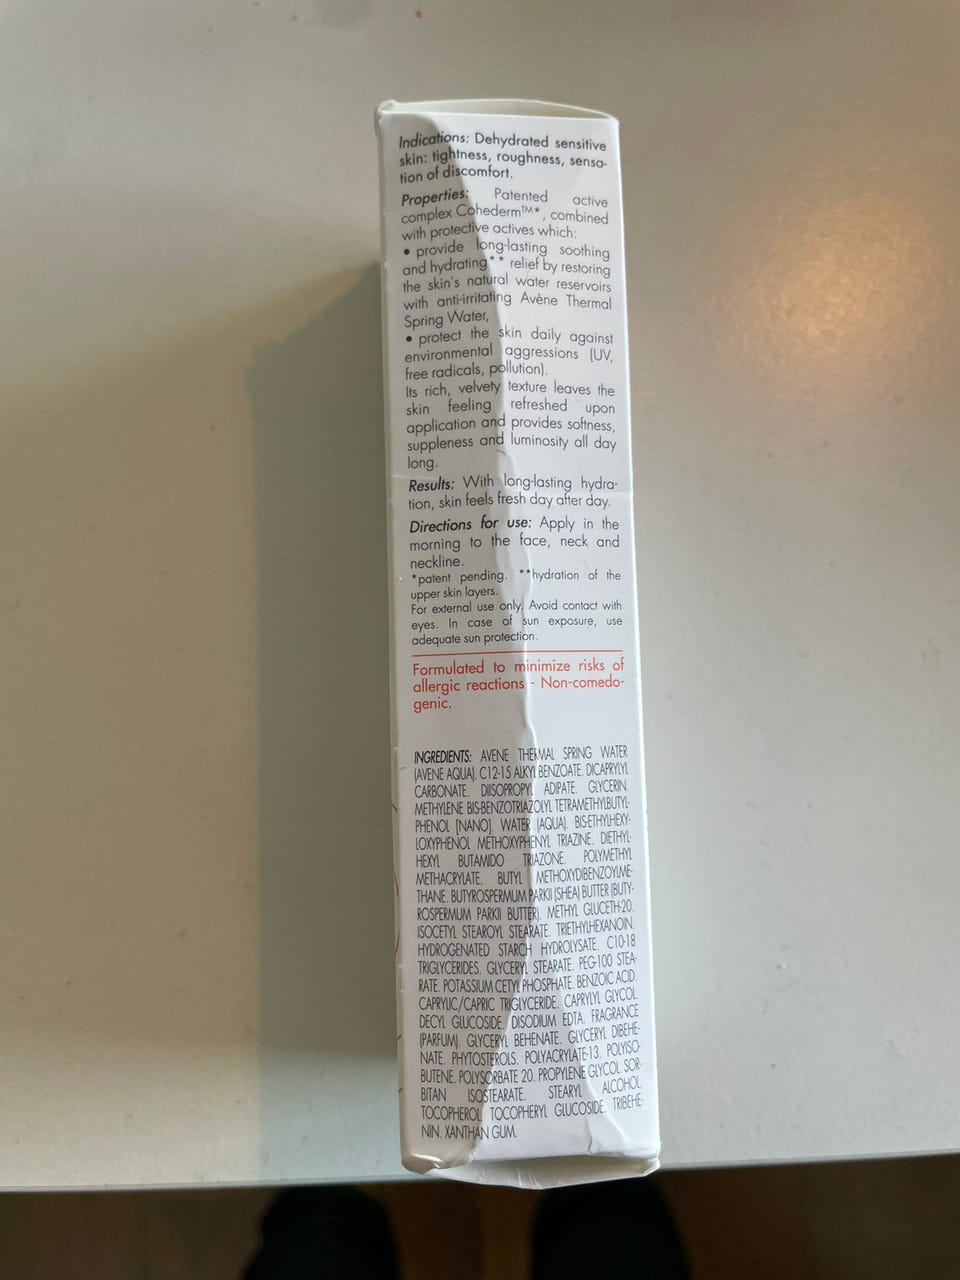 Indications: Dehydrated sensitive
skin: tightness, roughness, sensa-
tion of discomfort.
Properties: Patented active
complex Cohederm™*, combined
with protective actives which:
• provide long-lasting soothing
and hydrating** relief by restoring
the skin's natural water reservoirs
with anti-irritating Avène Thermal
Spring Water,
• protect the skin daily against
environmental aggressions (UV,
free radicals, pollution).
Its rich, velvety texture leaves the
skin feeling refreshed upon
application and provides softness,
suppleness and luminosity all day
long.
Results: With long-lasting hydra-
tion, skin feels fresh day after day.
Directions for use: Apply in the
morning to the face, neck and
neckline.
*patent pending. **hydration of the
upper skin layers.
For external use only. Avoid contact with
eyes. In case of sun exposure, use
adequate sun protection.
Formulated to minimize risks of
allergic reactions - Non-comedo-
genic.
INGREDIENTS: AVENE THERMAL SPRING WATER
(AVENE AQUA). C12-15 ALKYL BENZOATE. DICAPRYLYL
CARBONATE. DIISOPROPYL ADIPATE. GLYCERIN.
METHYLENE BIS-BENZOTRIAZOLYL TETRAMETHYLBUTYL-
PHENOL [NANO]. WATER (AQUA). BIS-ETHYLHEXY-
LOXYPHENOL METHOXYPHENYL TRIAZINE. DIETHYL-
HEXYL BUTAMIDO TRIAZONE. POLYMETHYL
METHACRYLATE. BUTYL METHOXYDIBENZOYLME-
THANE. BUTYROSPERMUM PARKII (SHEA) BUTTER (BUTY-
ROSPERMUM PARKII BUTTER). METHYL GLUCETH-20.
ISOCETYL STEAROYL STEARATE. TRIETHYLHEXANOIN.
HYDROGENATED STARCH HYDROLYSATE. C10-18
TRIGLYCERIDES. GLYCERYL STEARATE. PEG-100 STEA-
RATE. POTASSIUM CETYL PHOSPHATE. BENZOIC ACID.
CAPRYLIC/CAPRIC TRIGLYCERIDE. CAPRYLYL GLYCOL.
DECYL GLUCOSIDE. DISODIUM EDTA. FRAGRANCE
(PARFUM). GLYCERYL BEHENATE. GLYCERYL DIBEHE-
NATE. PHYTOSTEROLS. POLYACRYLATE-13. POLYISO-
BUTENE. POLYSORBATE 20. PROPYLENE GLYCOL. SOR-
BITAN ISOSTEARATE. STEARYL ALCOHOL.
TOCOPHEROL. TOCOPHERYL GLUCOSIDE. TRIBEHE-
NIN. XANTHAN GUM.